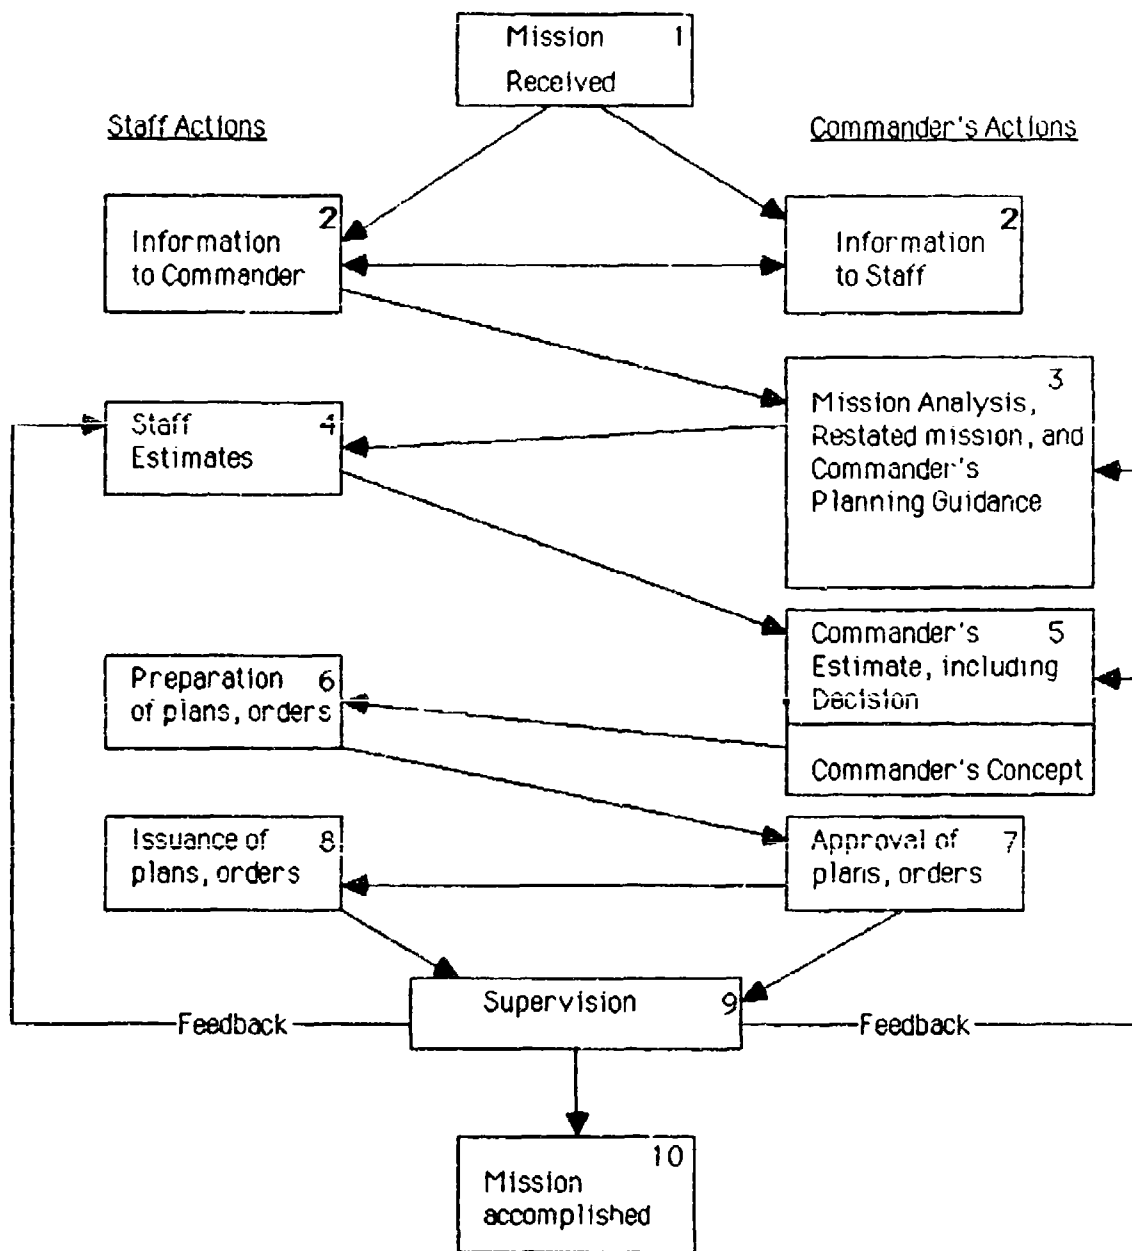 Mission 1
Received
Staff Actions
Commander's Actions
2
Information
to Commander
2
Information
to Staff
3
Mission Analysis,
Restated mission, and
Commander's
Planning Guidance
Staff 4
Estimates
Commander's 5
Estimate, including
Decision
Commander's Concept
Preparation 6
of plans, orders
Approval of 7
plans, orders
Issuance of 8
plans, orders
Supervision 9
Feedback
Feedback
10
Mission
accomplished